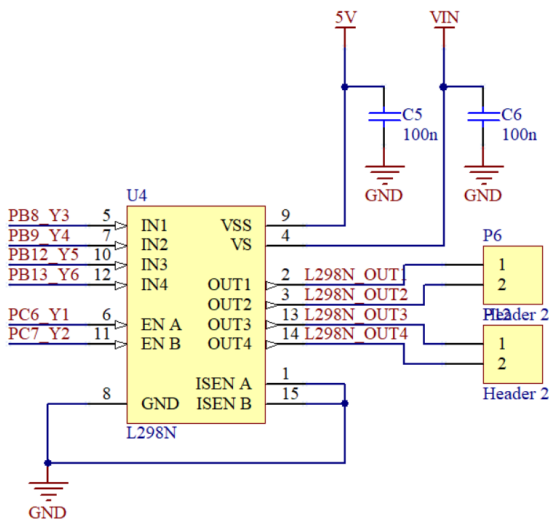 5V
VIN
C5
100n
C6
100n
GND
GND
U4
PB8_Y3
5
IN1
VSS
9
PB9_Y4
7
IN2
VS
4
PB12_Y5
10
IN3
PB13_Y6
12
IN4
OUT1
2
L298N_OUT1
OUT2
3
L298N_OUT2
PC6_Y1
6
EN A
OUT3
13
L298N_OUT3
PC7_Y2
11
EN B
OUT4
14
L298N_OUT4
P6
1
2
Header 2
1
2
Header 2
ISEN A
1
8
GND
ISEN B
15
L298N
GND